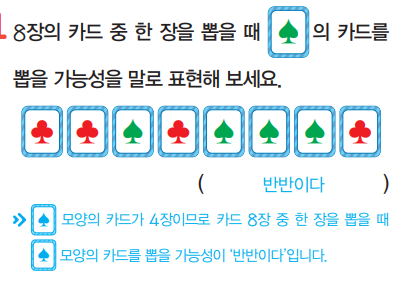 8장의 카드 중 한 장을 뽑을 때 ♠의 카드를
뽑을 가능성을 말로 표현해 보세요.
♣ ♣ ♠ ♣ ♠ ♠ ♠ ♣
( 반반이다 )
≫ ♠ 모양의 카드가 4장이므로 카드 8장 중 한 장을 뽑을 때
♠ 모양의 카드를 뽑을 가능성이 ‘반반이다’입니다.